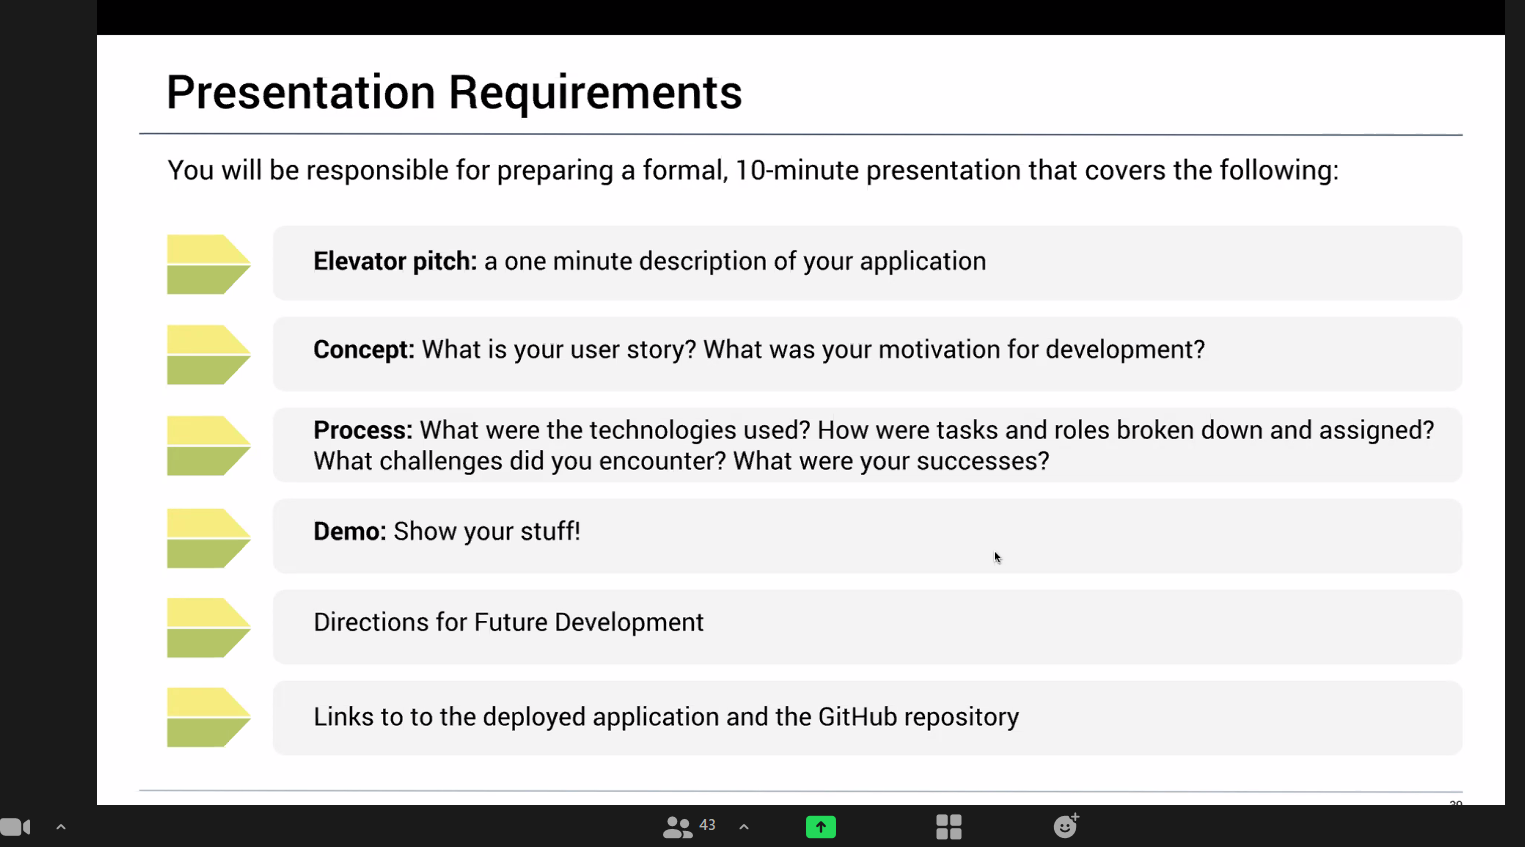 Presentation Requirements
You will be responsible for preparing a formal, 10-minute presentation that covers the following:
Elevator pitch: a one minute description of your application
Concept: What is your user story? What was your motivation for development?
Process: What were the technologies used? How were tasks and roles broken down and assigned?
What challenges did you encounter? What were your successes?
Demo: Show your stuff!
Directions for Future Development
Links to to the deployed application and the GitHub repository
43